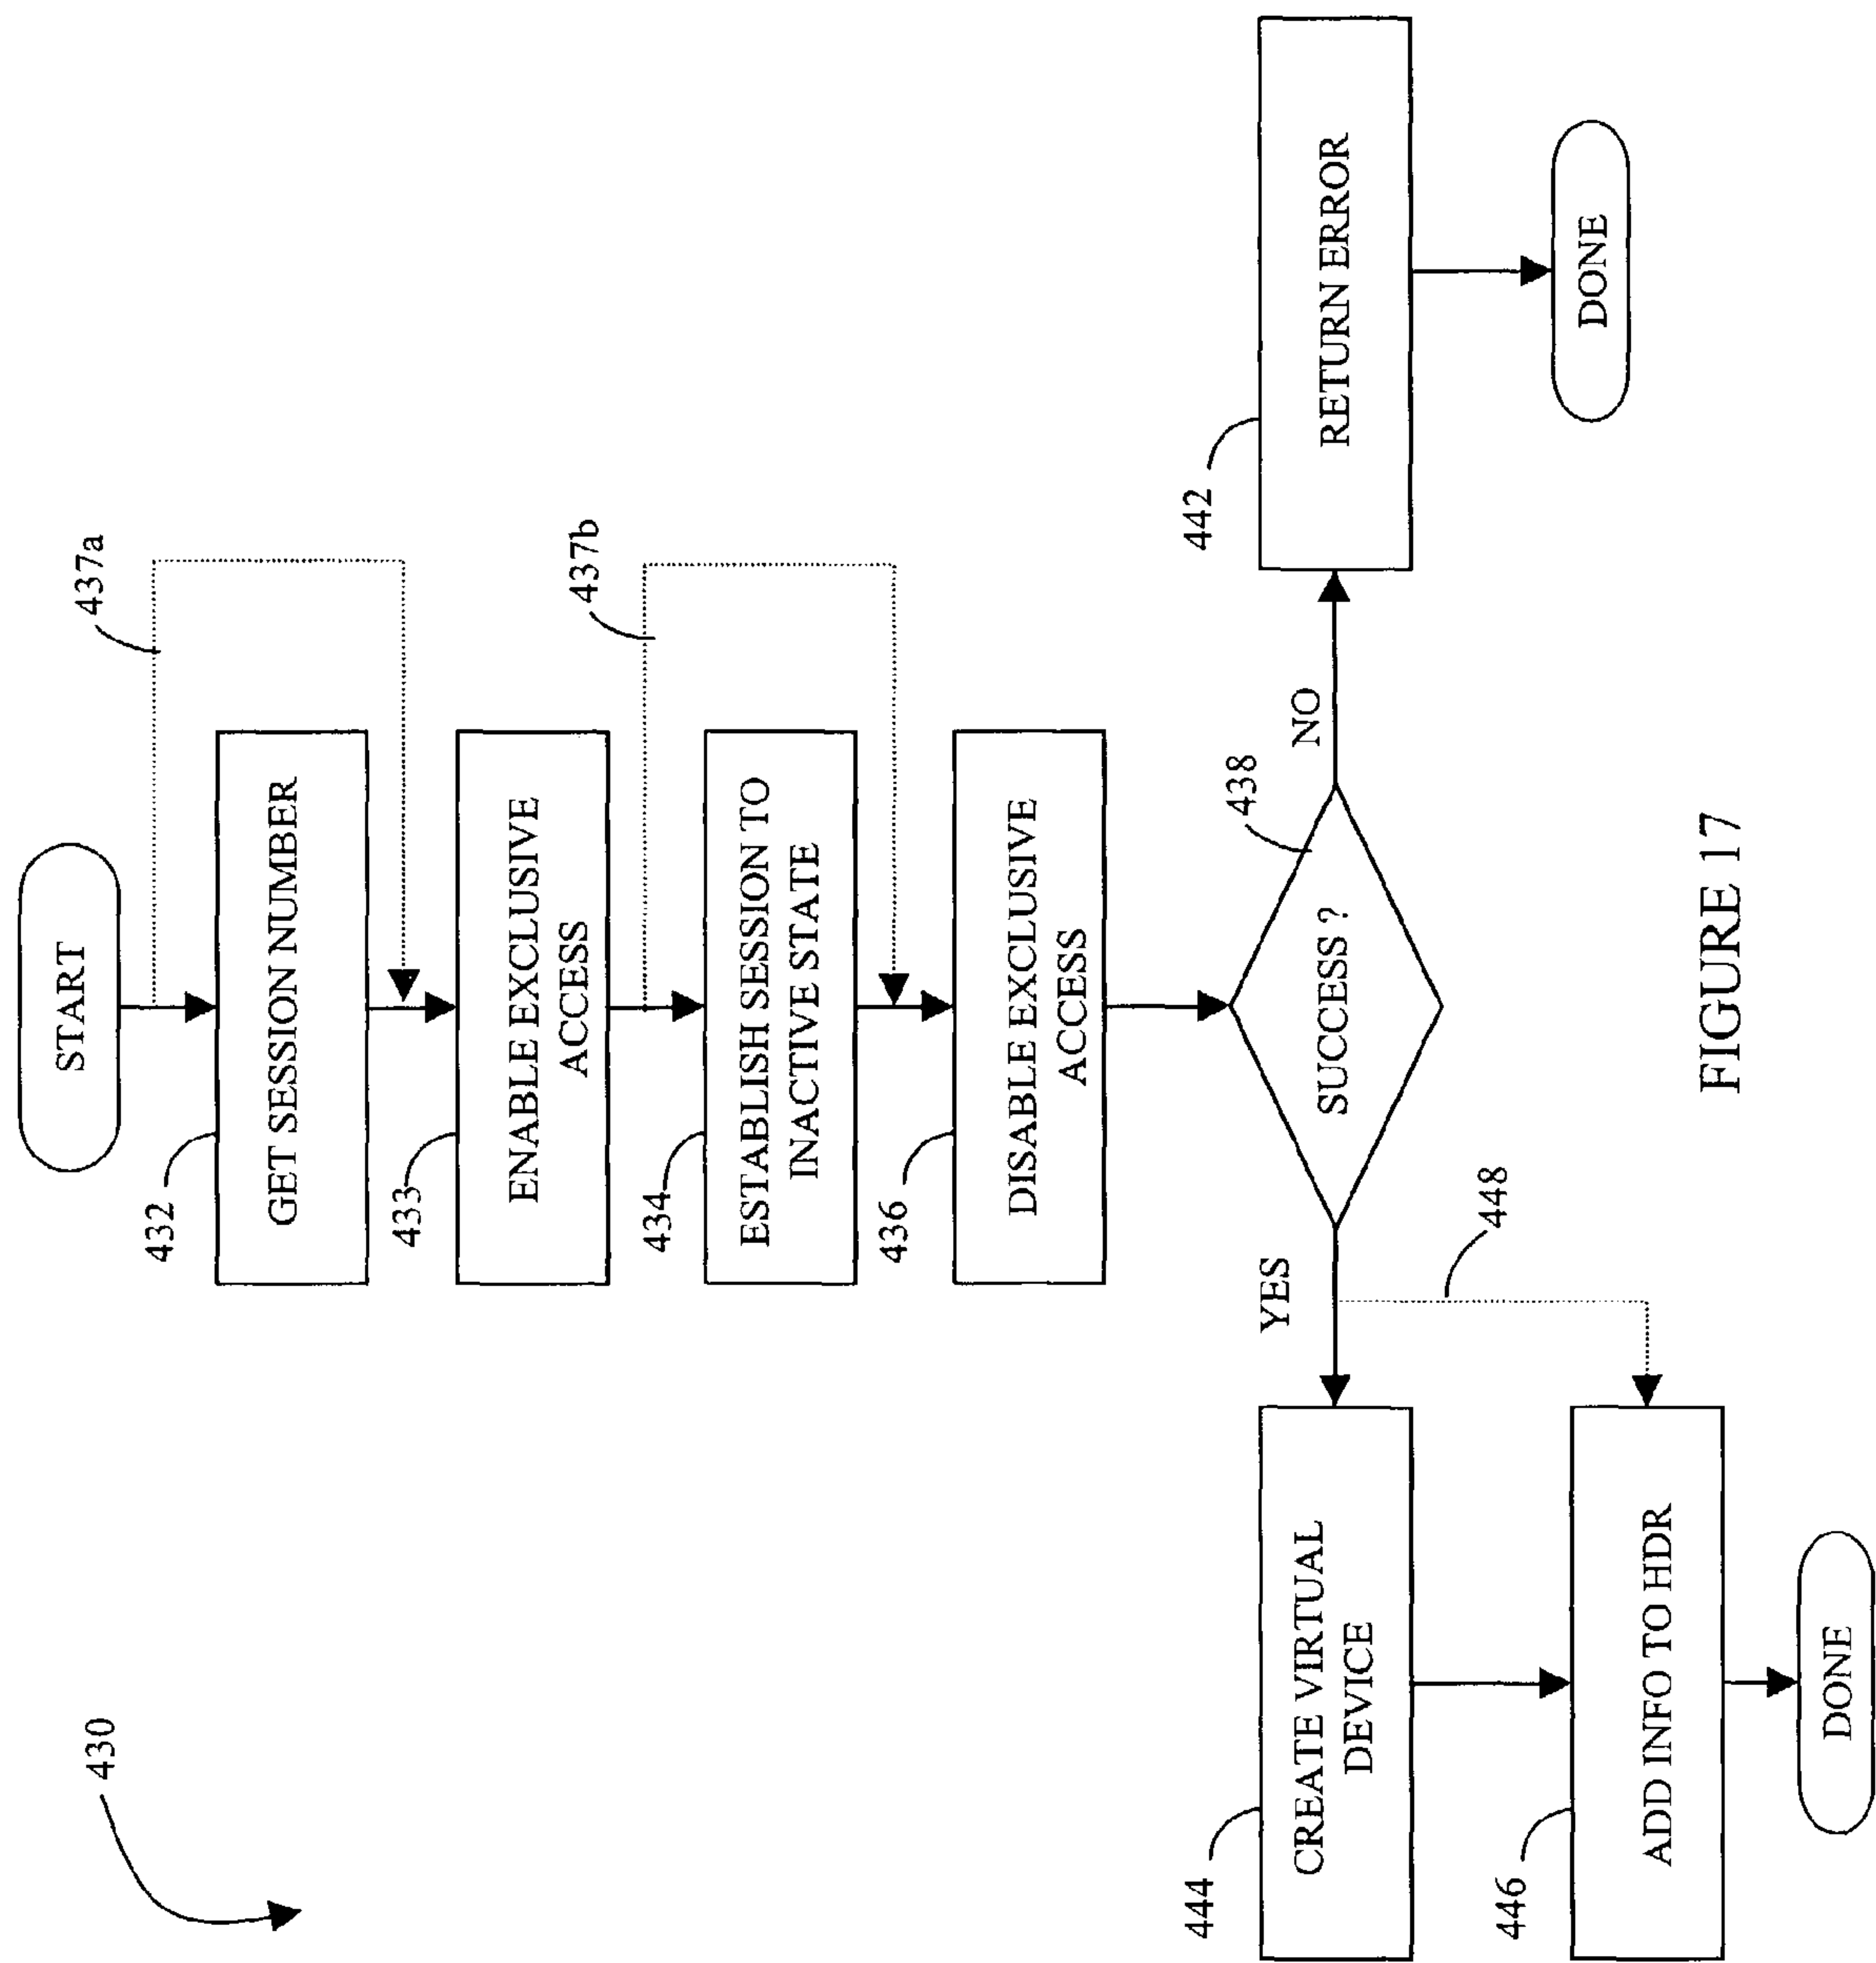 430
START
437a
432
GET SESSION NUMBER
433
ENABLE EXCLUSIVE
ACCESS
437b
434
ESTABLISH SESSION TO
INACTIVE STATE
436
DISABLE EXCLUSIVE
ACCESS
438
SUCCESS ?
YES
NO
448
444
CREATE VIRTUAL
DEVICE
442
RETURN ERROR
446
ADD INFO TO HDR
DONE
DONE
FIGURE 17